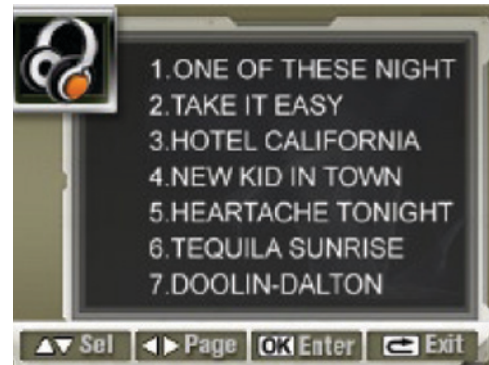 1.ONE OF THESE NIGHT
2.TAKE IT EASY
3.HOTEL CALIFORNIA
4.NEW KID IN TOWN
5.HEARTACHE TONIGHT
6.TEQUILA SUNRISE
7.DOOLIN-DALTON
Sel Page OK Enter Exit